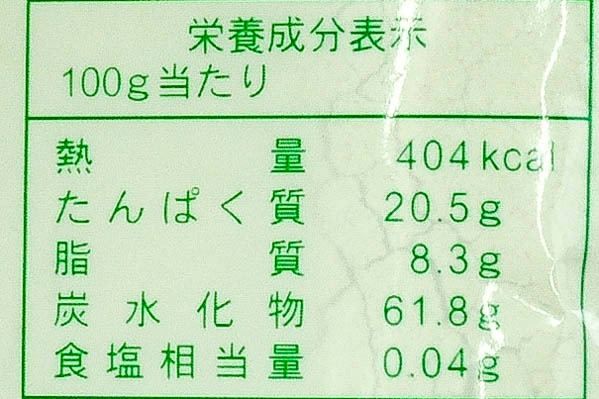 栄養成分表示
100g当たり
熱量 404kcal
たんぱく質 20.5g
脂質 8.3g
炭水化物 61.8g
食塩相当量 0.04g